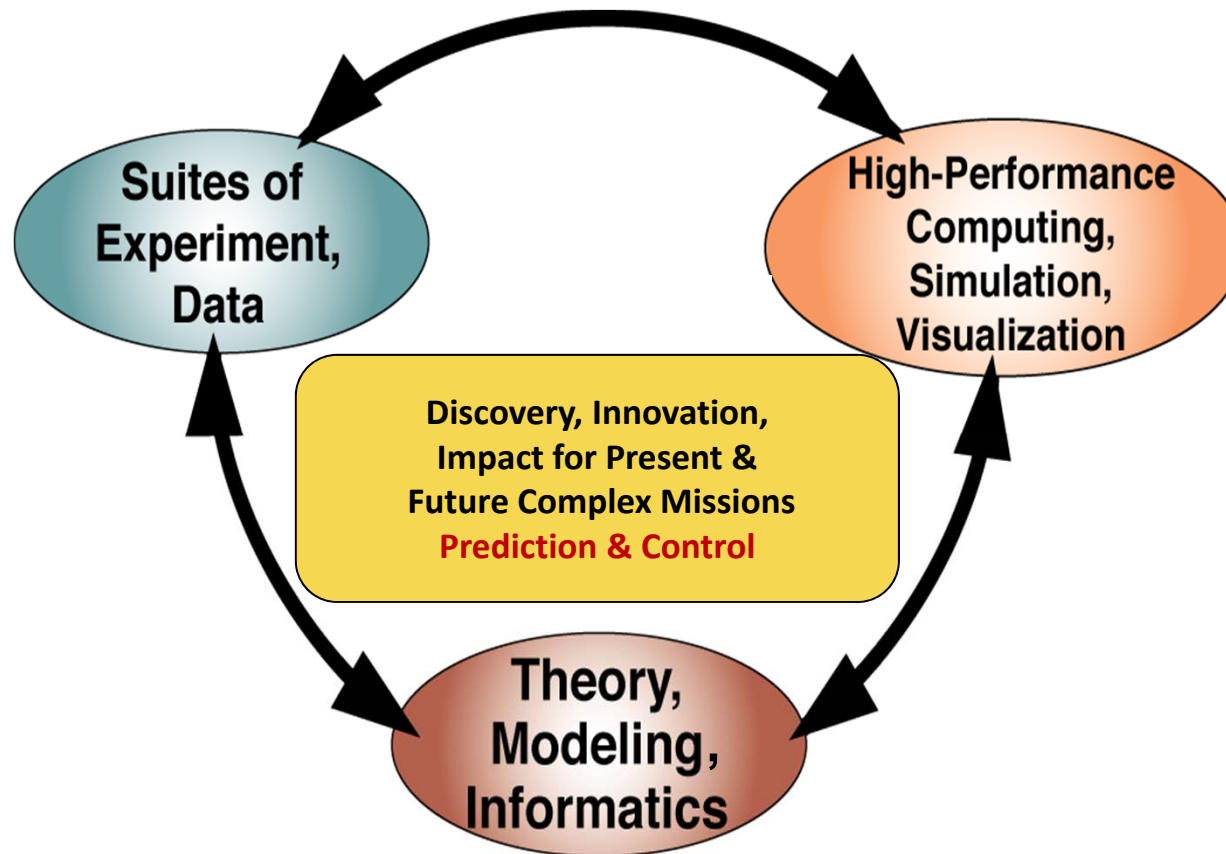 Suites of
Experiment,
Data
High-Performance
Computing,
Simulation,
Visualization
Discovery, Innovation,
Impact for Present &
Future Complex Missions
Prediction & Control
Theory,
Modeling,
Informatics